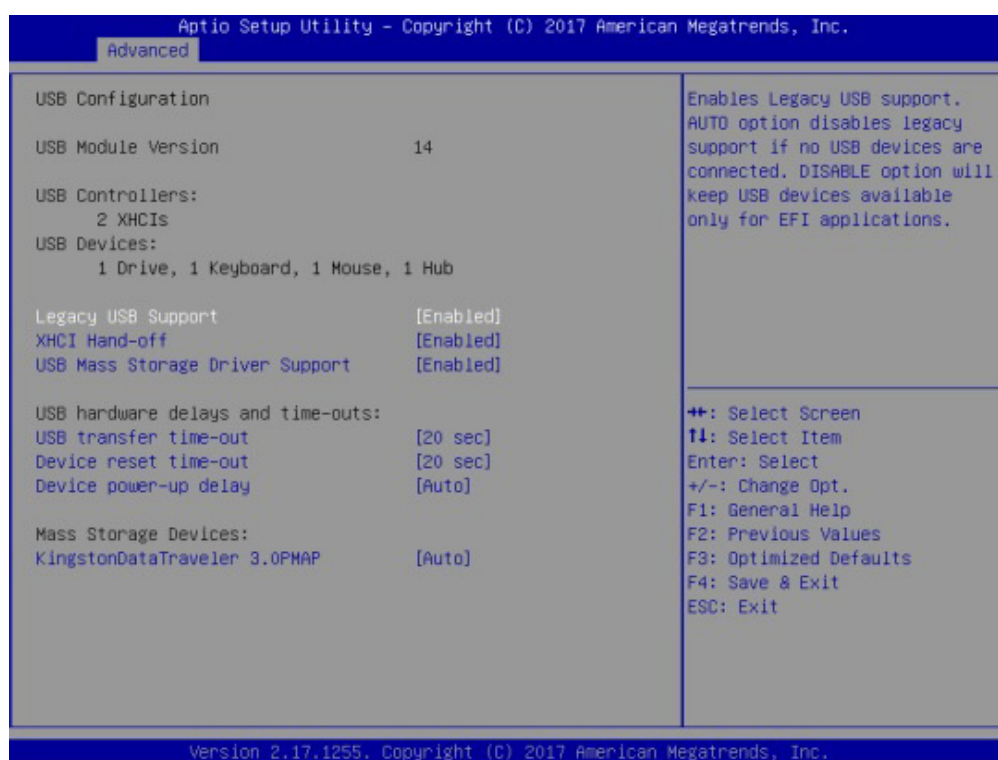 Aptio Setup Utility – Copyright (C) 2017 American Megatrends, Inc.
Advanced
USB Configuration
USB Module Version 14
USB Controllers:
2 XHCIs
USB Devices:
1 Drive, 1 Keyboard, 1 Mouse, 1 Hub
Legacy USB Support [Enabled]
XHCI Hand-off [Enabled]
USB Mass Storage Driver Support [Enabled]
USB hardware delays and time-outs:
USB transfer time-out [20 sec]
Device reset time-out [20 sec]
Device power-up delay [Auto]
Mass Storage Devices:
KingstonDataTraveler 3.0PMAP [Auto]
Enables Legacy USB support.
AUTO option disables legacy
support if no USB devices are
connected. DISABLE option will
keep USB devices available
only for EFI applications.
→←: Select Screen
↑↓: Select Item
Enter: Select
+/-: Change Opt.
F1: General Help
F2: Previous Values
F3: Optimized Defaults
F4: Save & Exit
ESC: Exit
Version 2.17.1255. Copyright (C) 2017 American Megatrends, Inc.